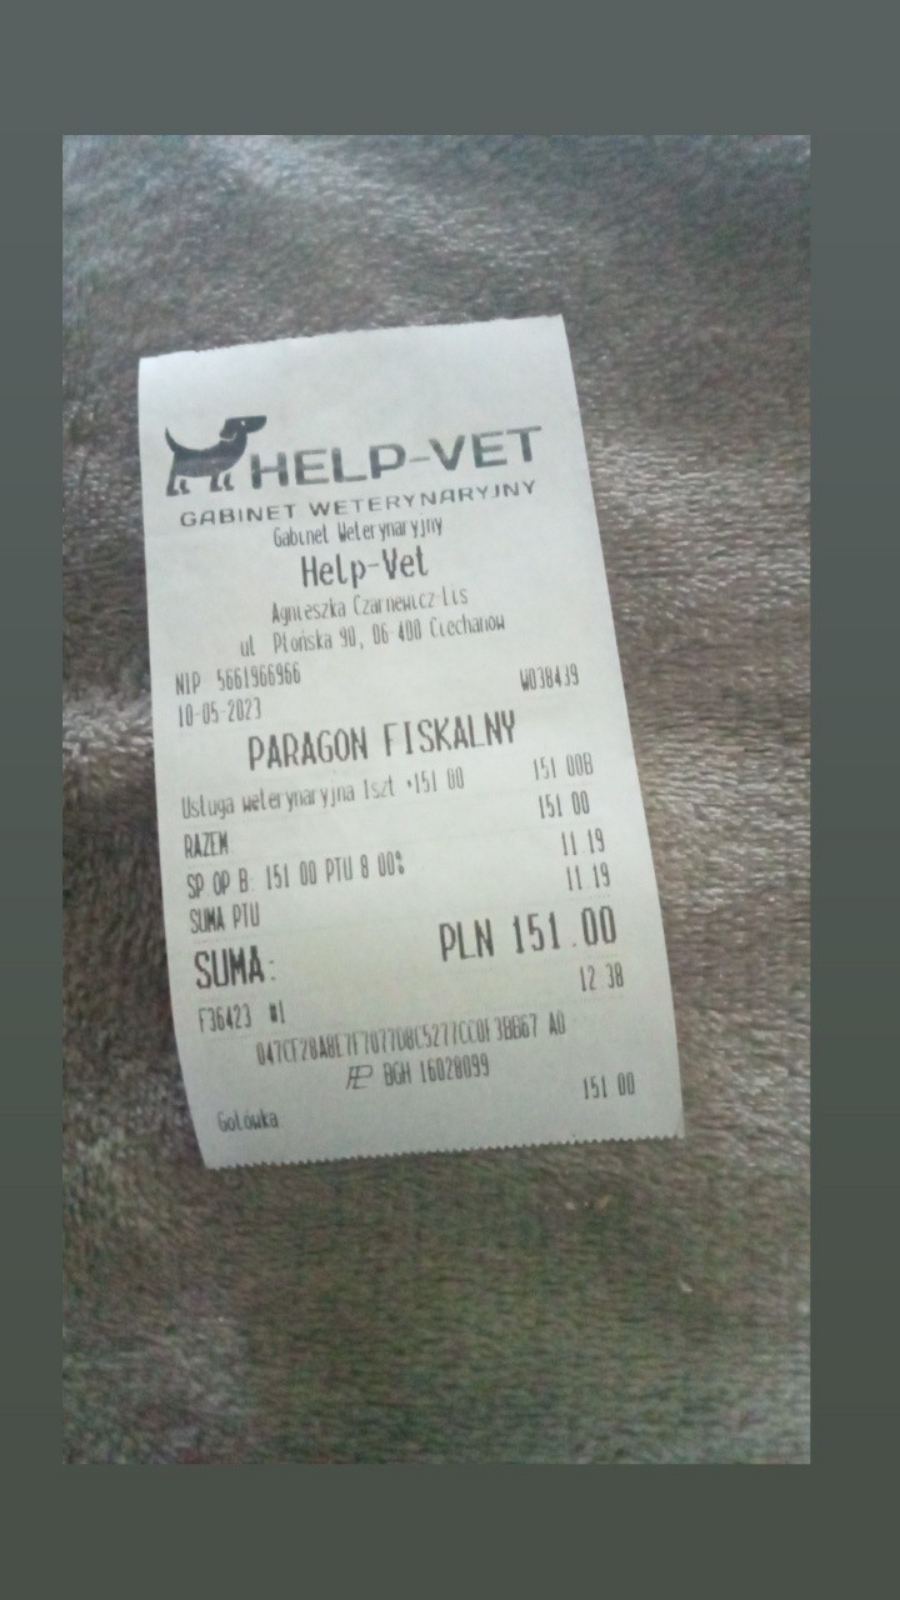 HELP-VET
GABINET WETERYNARYJNY
Gabinet Weterynaryjny
Help-Vet
Agnieszka Czarnewicz-Lis
ul Płońska 90, 06-400 Ciechanów
NIP 5661966966 W038439
10-05-2023
PARAGON FISKALNY
Usługa weterynaryjna 1szt *151 00 151 00B
RAZEM 151 00
SP.OP.B: 151 00 PTU 8 00% 11.19
SUMA PTU 11.19
SUMA: PLN 151.00
F36423 #1 12 38
BGH 16028099
Gotówka 151 00